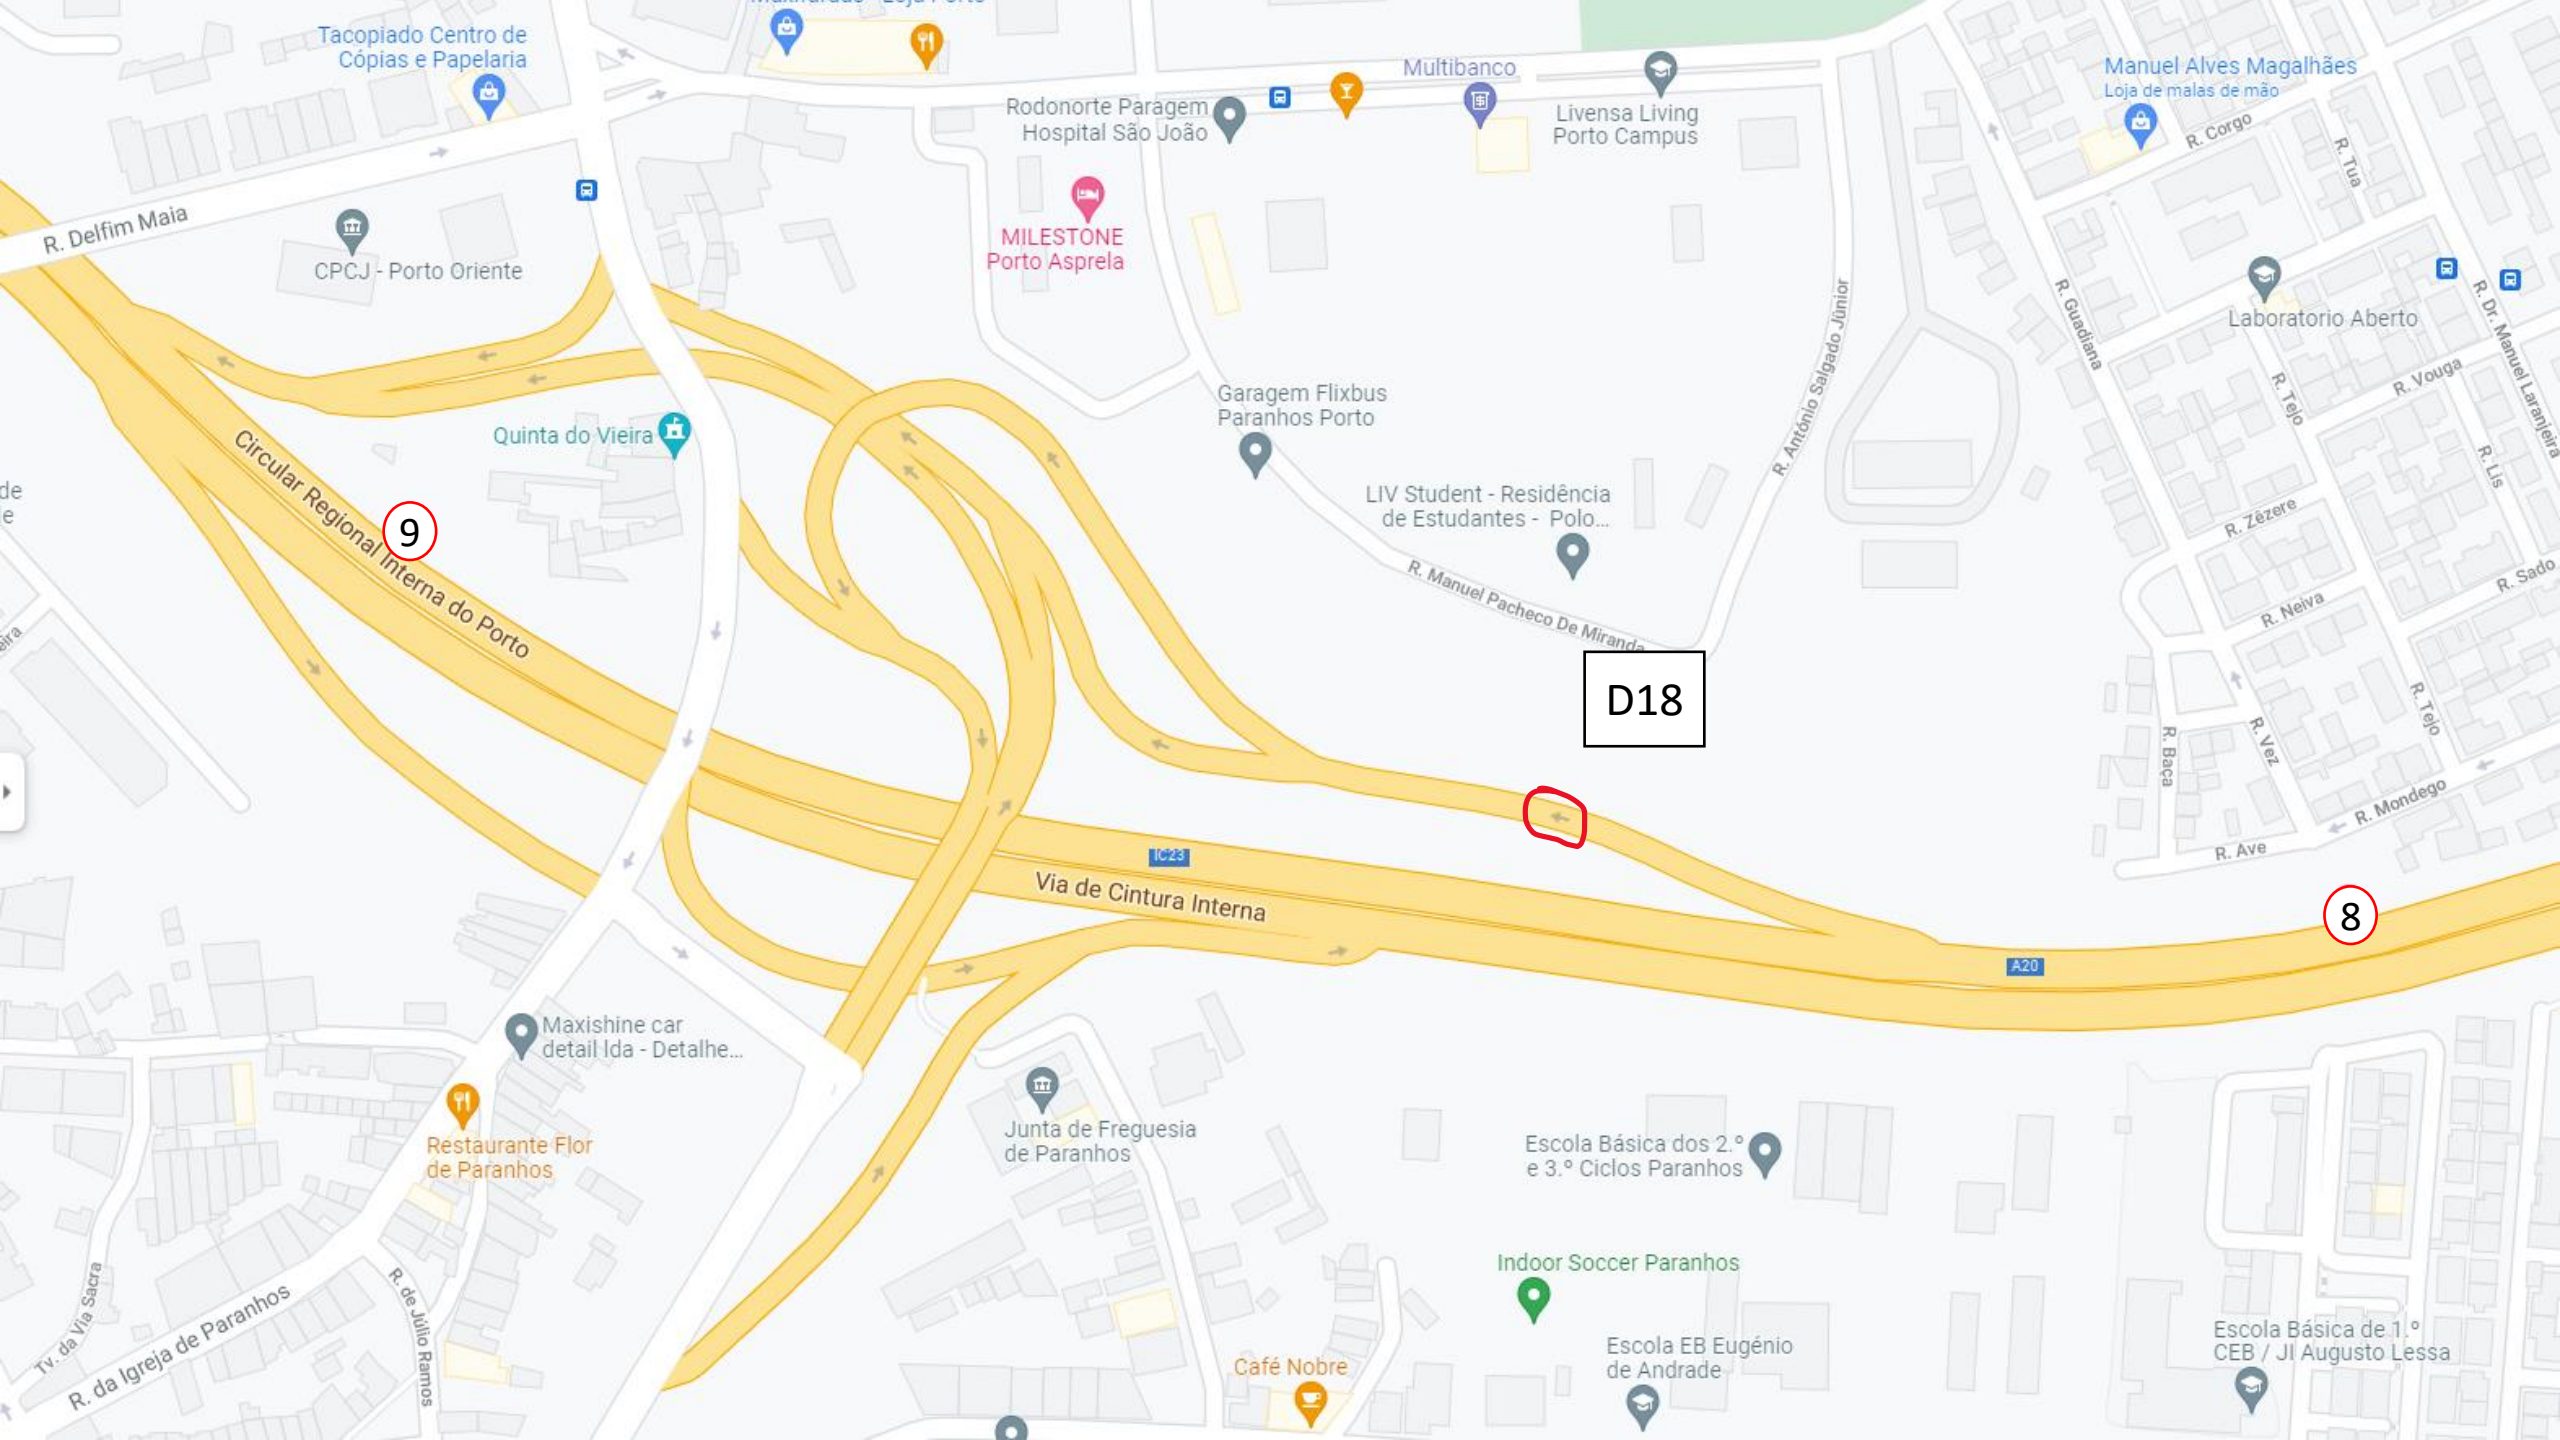 Tacopiado Centro de
Cópias e Papelaria
Multibanco
Manuel Alves Magalhães
Loja de malas de mão
Rodonorte Paragem
Hospital São João
Livensa Living
Porto Campus
R. Corgo
R. Tua
R. Delfim Maia
CPCJ - Porto Oriente
MILESTONE
Porto Asprela
R. Guadiana
Laboratorio Aberto
R. Dr. Manuel Laranjeira
R. António Salgado Júnior
R. Vouga
R. Tejo
Garagem Flixbus
Paranhos Porto
Quinta do Vieira
R. Lis
LIV Student - Residência
de Estudantes - Polo...
de
e
Circular Regional Interna do Porto
9
R. Zêzere
R. Manuel Pacheco De Miranda
R. Sado
R. Neiva
eira
D18
R. Tejo
R. Baça
R. Vez
R. Mondego
R. Ave
IC23
Via de Cintura Interna
8
A20
Maxishine car
detail lda - Detalhe...
Junta de Freguesia
de Paranhos
Restaurante Flor
de Paranhos
Escola Básica dos 2.º
e 3.º Ciclos Paranhos
Indoor Soccer Paranhos
Tv. da Via Sacra
R. da Igreja de Paranhos
R. de Júlio Ramos
Escola EB Eugénio
de Andrade
Escola Básica de 1.º
CEB / JI Augusto Lessa
Café Nobre